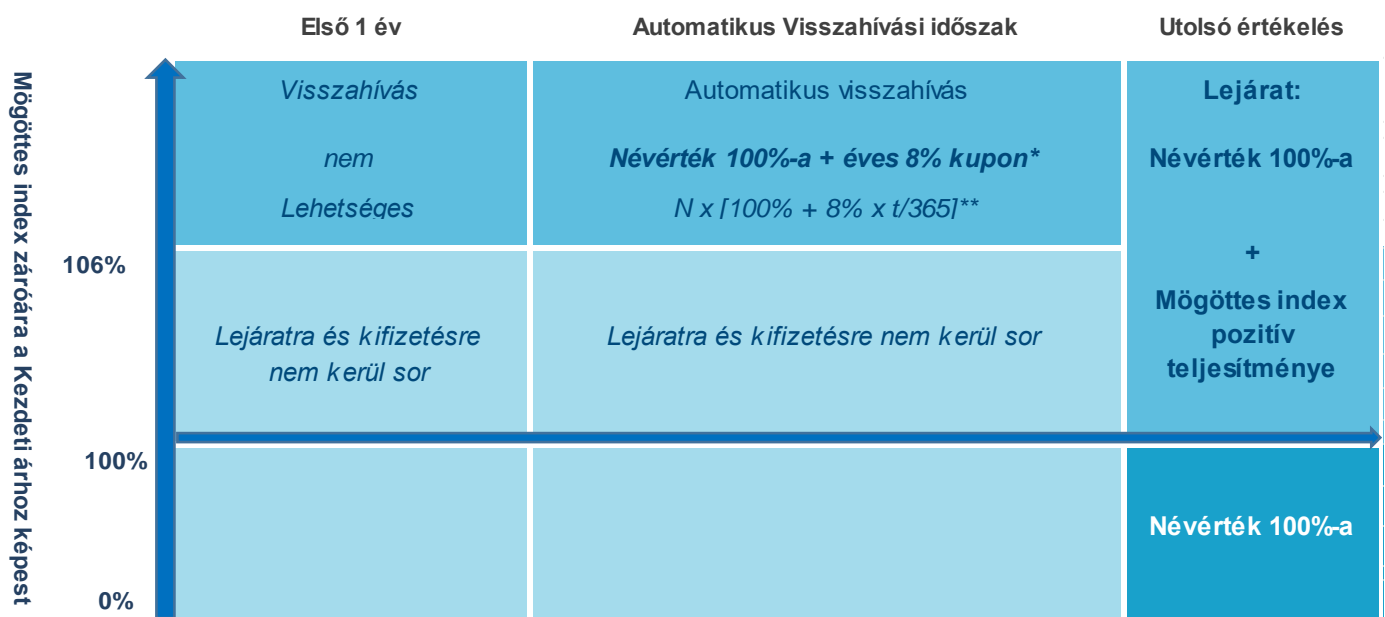 Első 1 év
Automatikus Visszahívási időszak
Utolsó értékelés
Mögöttes index záróára a Kezdeti árhoz képest
Visszahívás
nem
Lehetséges
Automatikus visszahívás
Névérték 100%-a + éves 8% kupon*
N x [100% + 8% x t/365]**
Lejárat:
Névérték 100%-a
+
Mögöttes index
pozitív
teljesítménye
106%
Lejáratra és kifizetésre
nem kerül sor
Lejáratra és kifizetésre nem kerül sor
100%
Névérték 100%-a
0%